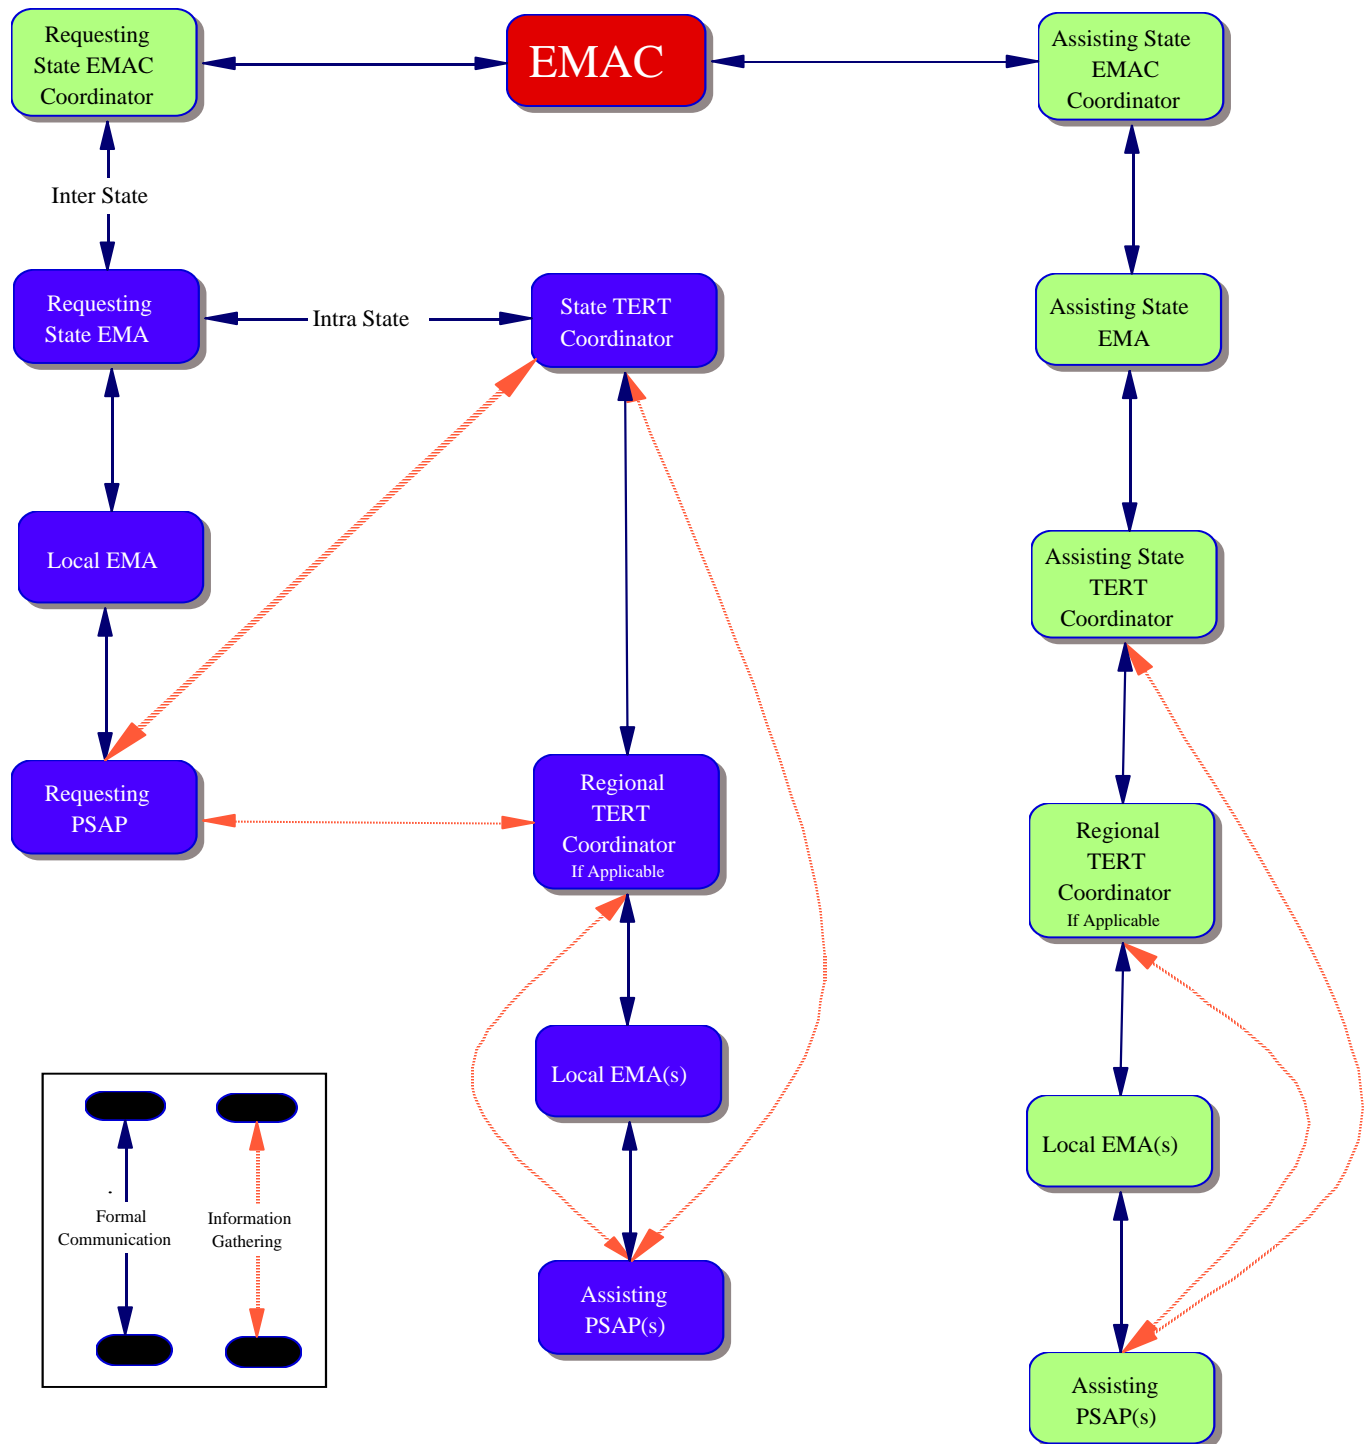 Requesting
State EMAC
Coordinator
EMAC
Assisting State
EMAC
Coordinator
Inter State
Requesting
State EMA
Intra State
State TERT
Coordinator
Assisting State
EMA
Local EMA
Assisting State
TERT
Coordinator
Requesting
PSAP
Regional
TERT
Coordinator
If Applicable
Regional
TERT
Coordinator
If Applicable
Local EMA(s)
Local EMA(s)
Formal
Communication
Information
Gathering
Assisting
PSAP(s)
Assisting
PSAP(s)